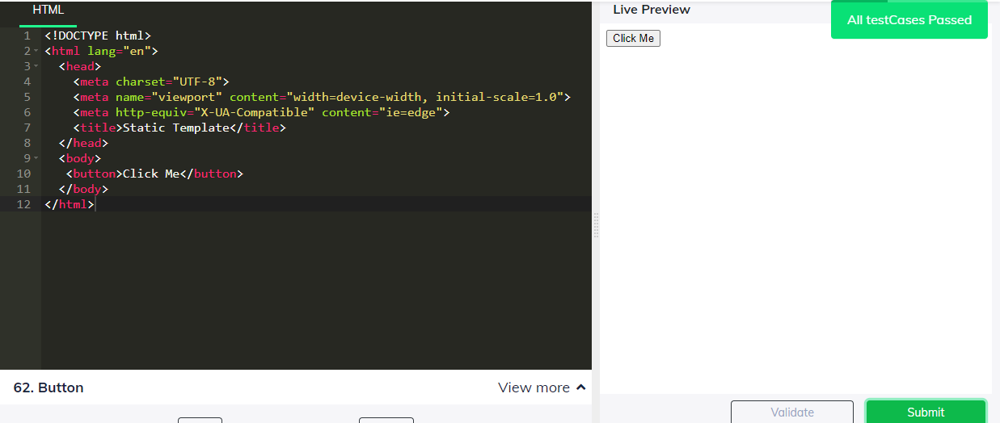 HTML
1 <!DOCTYPE html>
2 <html lang="en">
3 <head>
4 <meta charset="UTF-8">
5 <meta name="viewport" content="width=device-width, initial-scale=1.0">
6 <meta http-equiv="X-UA-Compatible" content="ie=edge">
7 <title>Static Template</title>
8 </head>
9 <body>
10 <button>Click Me</button>
11 </body>
12 </html>
62. Button
View more
Live Preview
All testCases Passed
Click Me
Validate
Submit